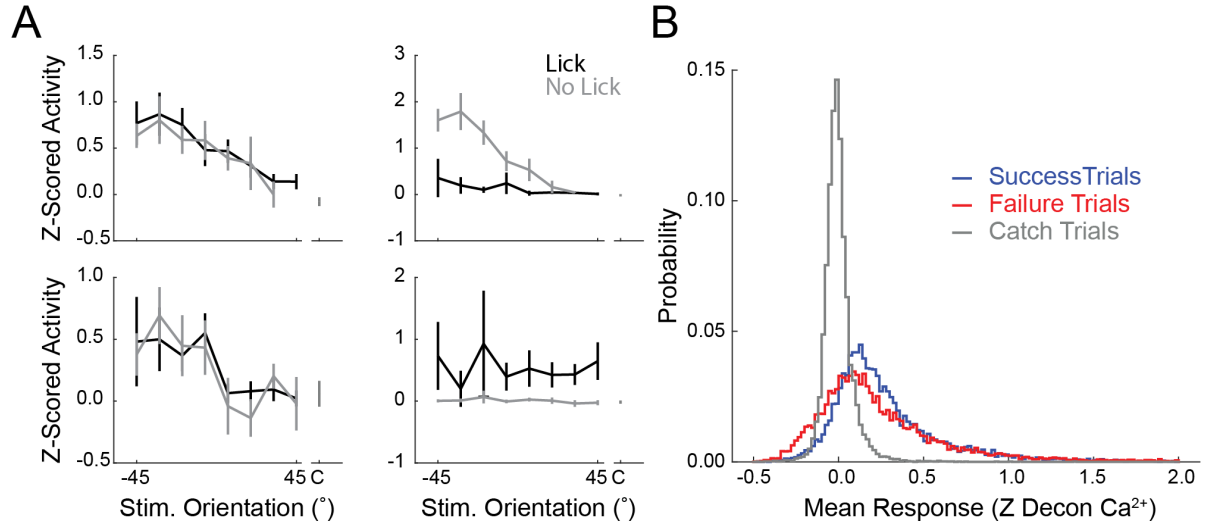 A
B
1.5
1.0
0.5
0.0
-0.5
Z-Scored Activity
3
2
1
0
-1
Lick
No Lick
1.0
0.5
0.0
-0.5
Z-Scored Activity
-45
45 C
Stim. Orientation (˚)
2
1
0
-1
-45
45 C
Stim. Orientation (˚)
0.15
0.10
0.05
0.00
Probability
SuccessTrials
Failure Trials
Catch Trials
-0.5
0.0
0.5
1.0
1.5
2.0
Mean Response (Z Decon Ca²⁺)